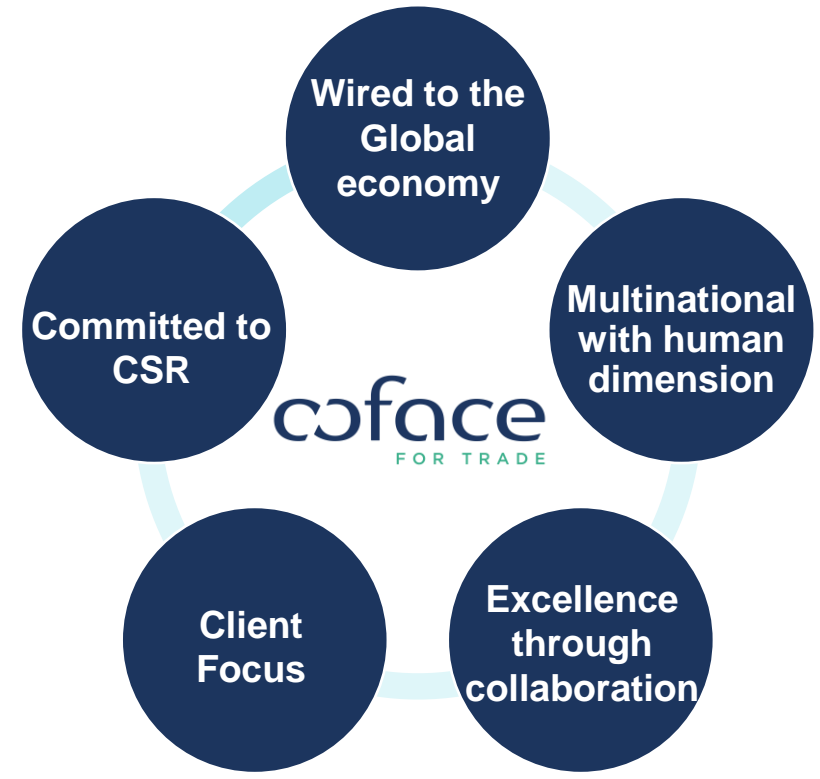 Wired to the
Global
economy
Multinational
with human
dimension
Committed to
CSR
coface
FOR TRADE
Excellence
through
collaboration
Client
Focus